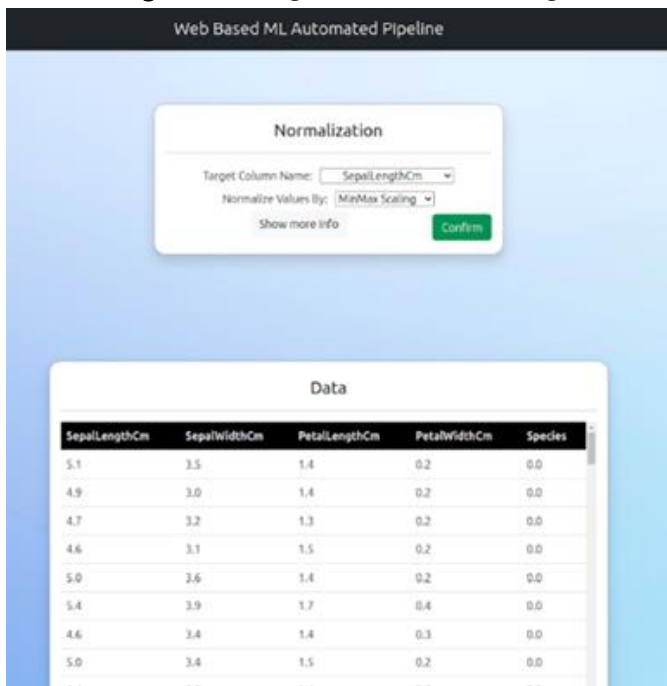 Web Based ML Automated Pipeline
Normalization
Target Column Name: SepalLengthCm
Normalize Values By: MinMax Scaling
Show more info Confirm
Data
SepalLengthCm SepalWidthCm PetalLengthCm PetalWidthCm Species
5.1 3.5 1.4 0.2 0.0
4.9 3.0 1.4 0.2 0.0
4.7 3.2 1.3 0.2 0.0
4.6 3.1 1.5 0.2 0.0
5.0 3.6 1.4 0.2 0.0
5.4 3.9 1.7 0.4 0.0
4.6 3.4 1.4 0.3 0.0
5.0 3.4 1.5 0.2 0.0